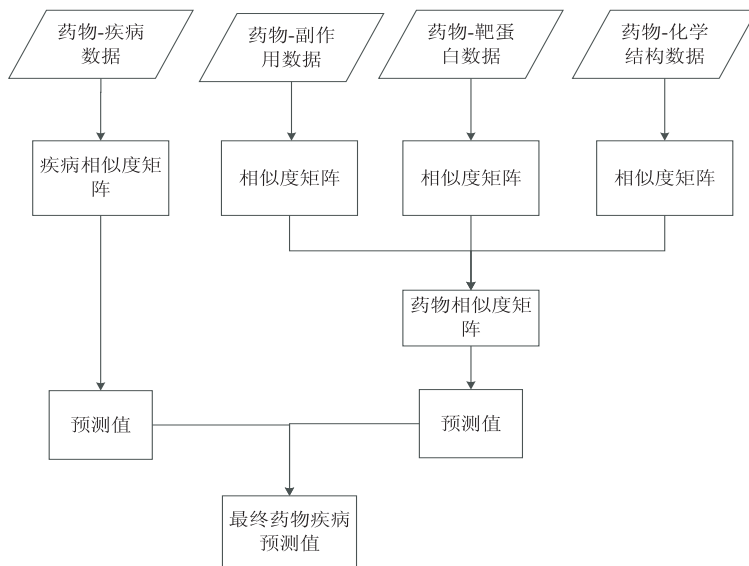 药物-疾病
数据
药物-副作
用数据
药物-靶蛋
白数据
药物-化学
结构数据
疾病相似度矩
阵
相似度矩阵
相似度矩阵
相似度矩阵
药物相似度矩
阵
预测值
预测值
最终药物疾病
预测值